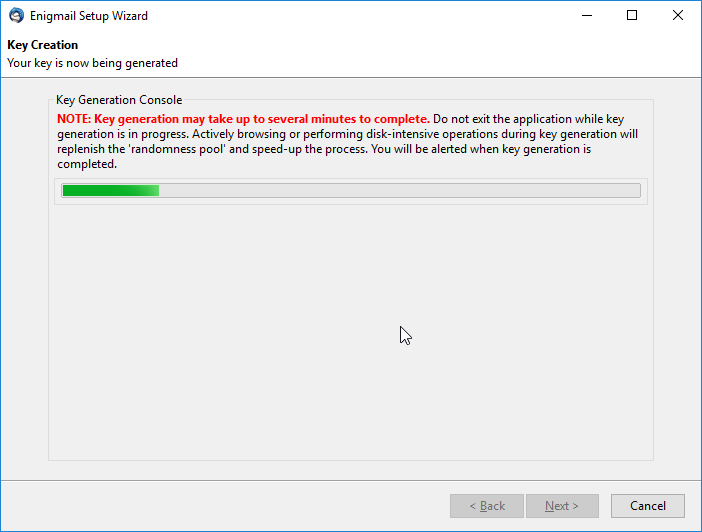 Enigmail Setup Wizard
Key Creation
Your key is now being generated
Key Generation Console
NOTE: Key generation may take up to several minutes to complete. Do not exit the application while key
generation is in progress. Actively browsing or performing disk-intensive operations during key generation will
replenish the 'randomness pool' and speed-up the process. You will be alerted when key generation is
completed.
< Back Next > Cancel